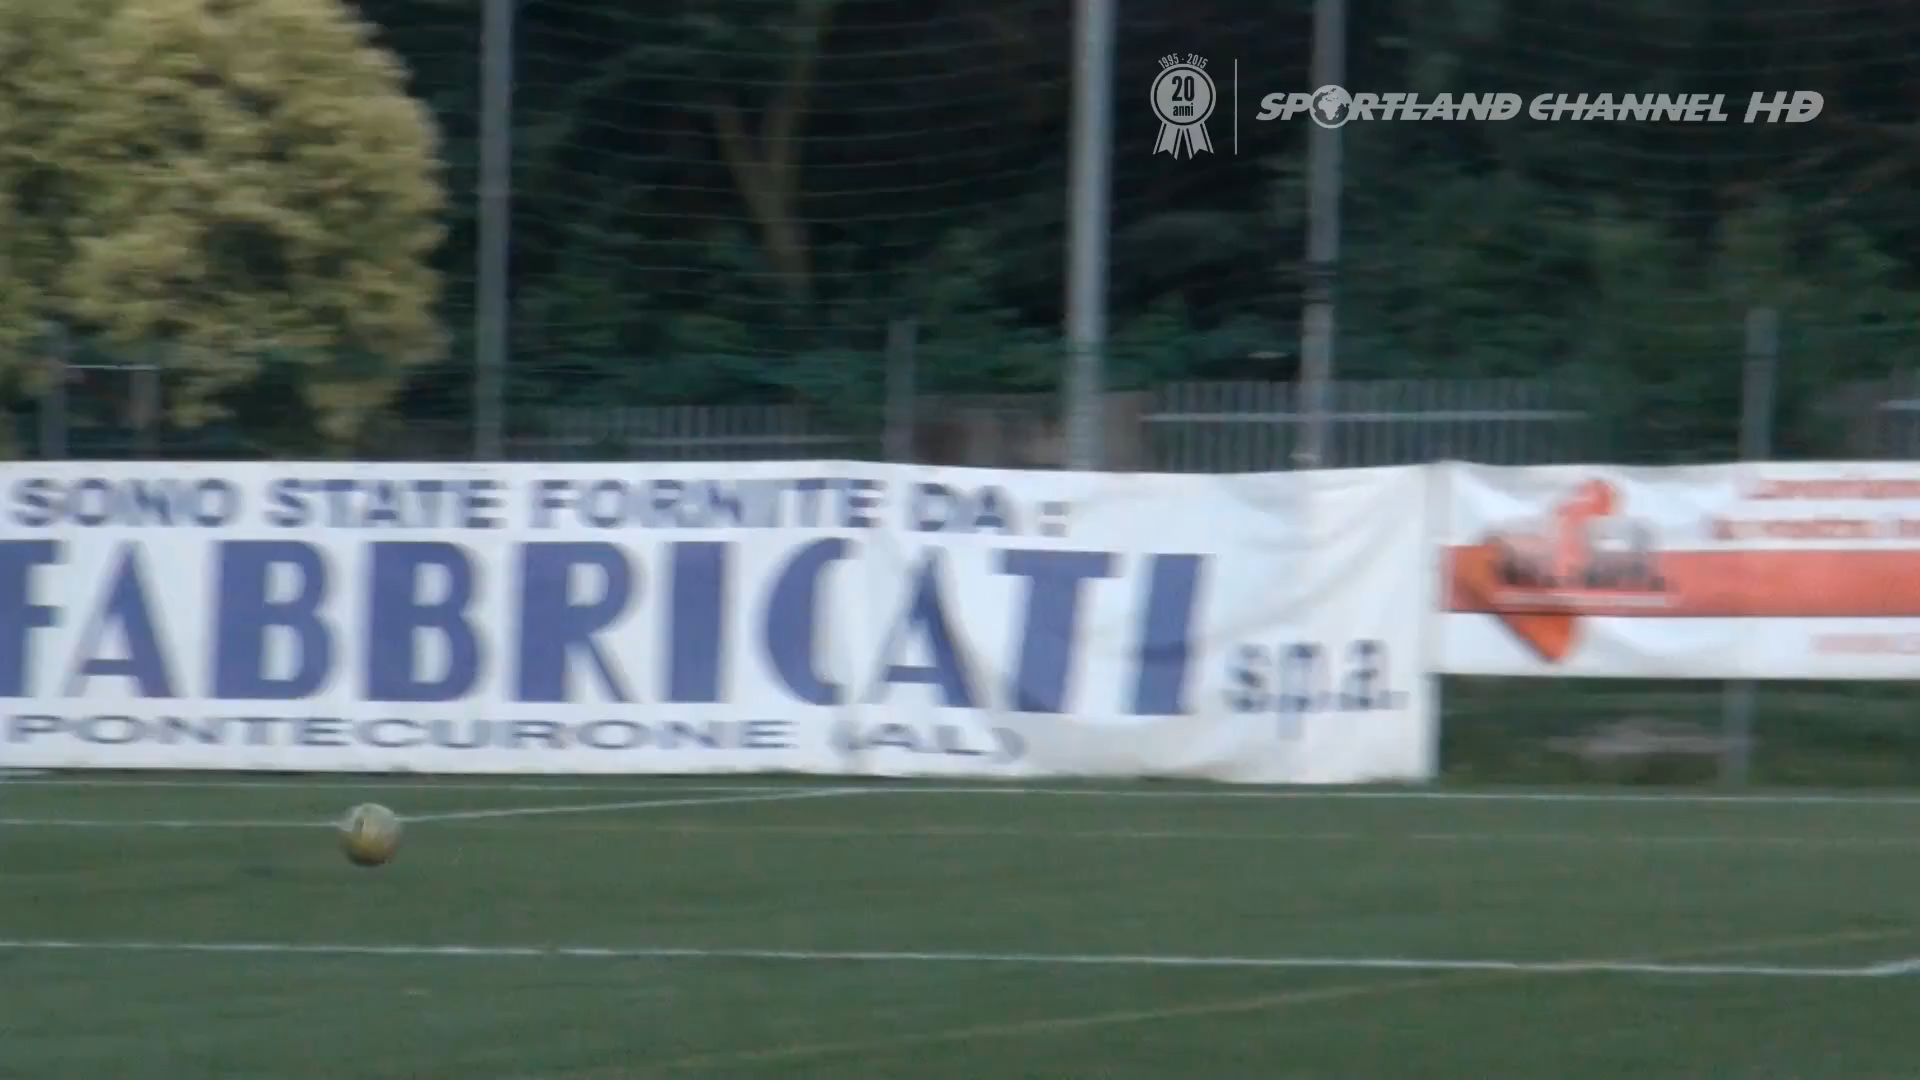 1995 - 2015
20
anni
SPORTLAND CHANNEL HD
SONO STATE FORNITE DA :
FABBRICATI s.p.a.
PONTECURONE (AL)